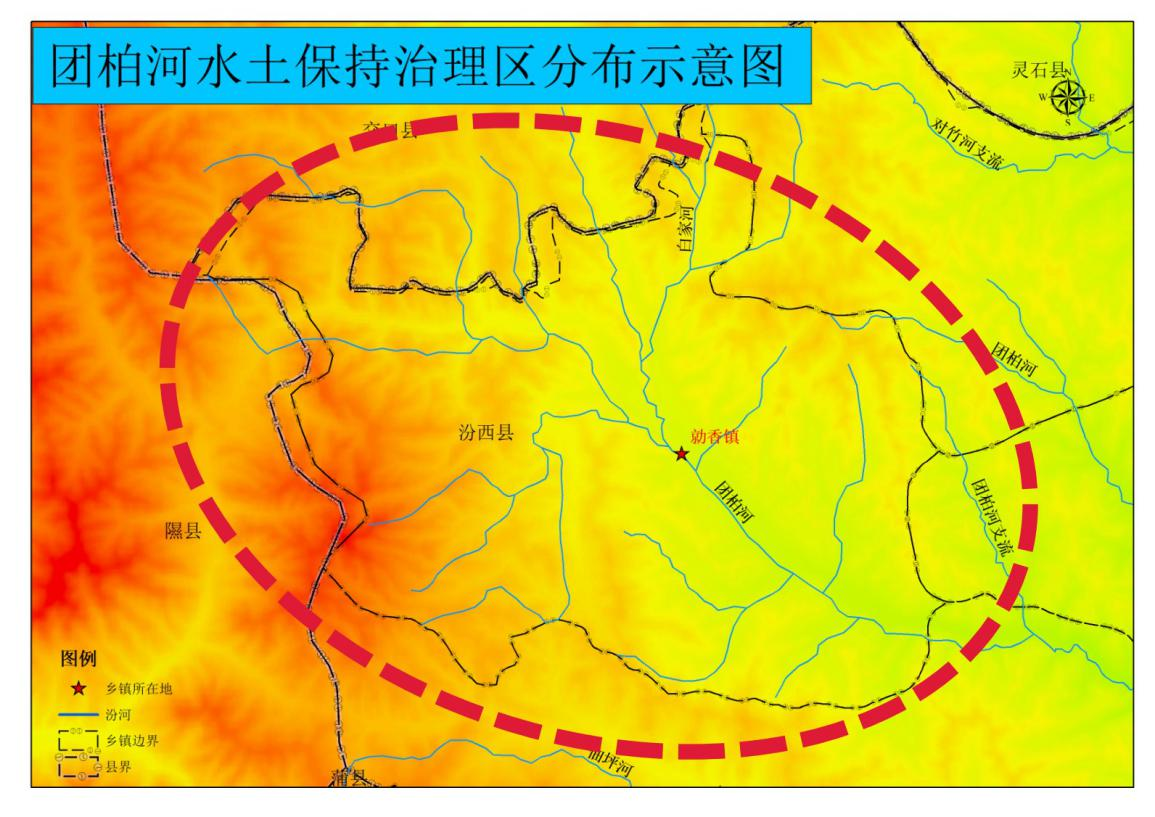 团柏河水土保持治理区分布示意图
灵石县
N
W
E
S
对竹河支流
白家河
团柏河
汾西县
勍香镇
团柏河
团柏河支流
隰县
图例
乡镇所在地
汾河
乡镇边界
县界
蒲县
曲坪河